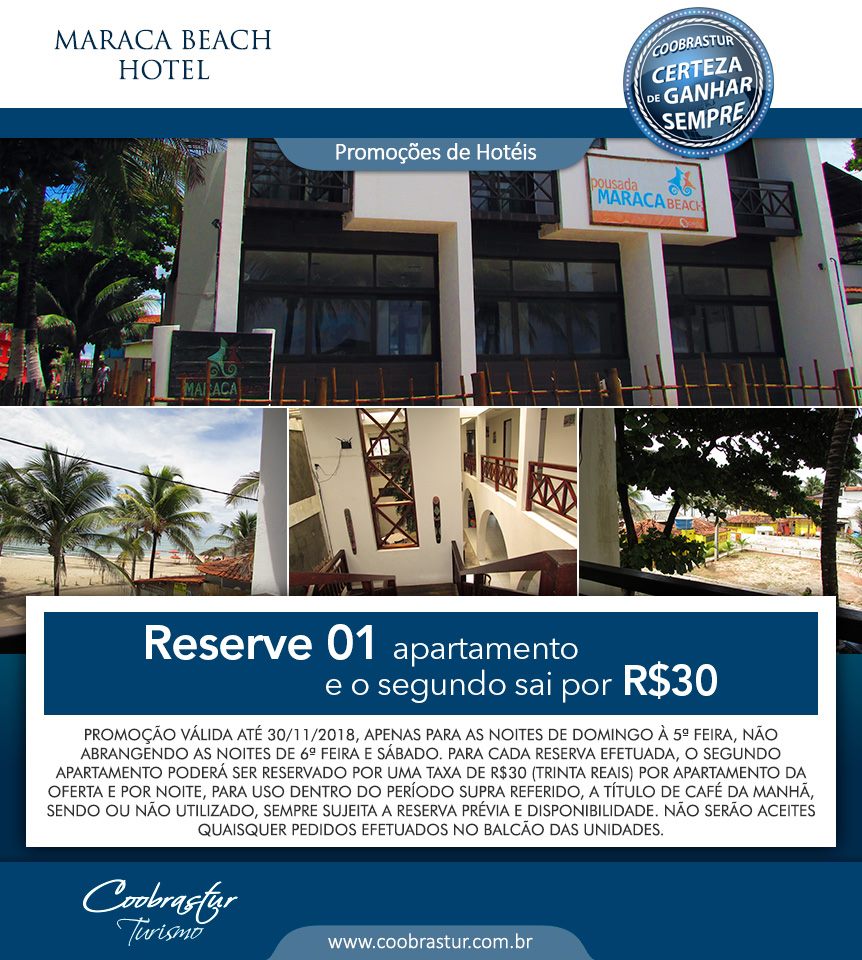 MARACA BEACH
HOTEL
COOBRASTUR
CERTEZA
DE GANHAR
SEMPRE
Promoções de Hotéis
pousada
MARACA BEACH
MARACA
Reserve 01 apartamento
e o segundo sai por R$30
PROMOÇÃO VÁLIDA ATÉ 30/11/2018, APENAS PARA AS NOITES DE DOMINGO À 5ª FEIRA, NÃO
ABRANGENDO AS NOITES DE 6ª FEIRA E SÁBADO. PARA CADA RESERVA EFETUADA, O SEGUNDO
APARTAMENTO PODERÁ SER RESERVADO POR UMA TAXA DE R$30 (TRINTA REAIS) POR APARTAMENTO DA
OFERTA E POR NOITE, PARA USO DENTRO DO PERÍODO SUPRA REFERIDO, A TÍTULO DE CAFÉ DA MANHÃ,
SENDO OU NÃO UTILIZADO, SEMPRE SUJEITA A RESERVA PRÉVIA E DISPONIBILIDADE. NÃO SERÃO ACEITES
QUAISQUER PEDIDOS EFETUADOS NO BALCÃO DAS UNIDADES.
Coobrastur
Turismo
www.coobrastur.com.br